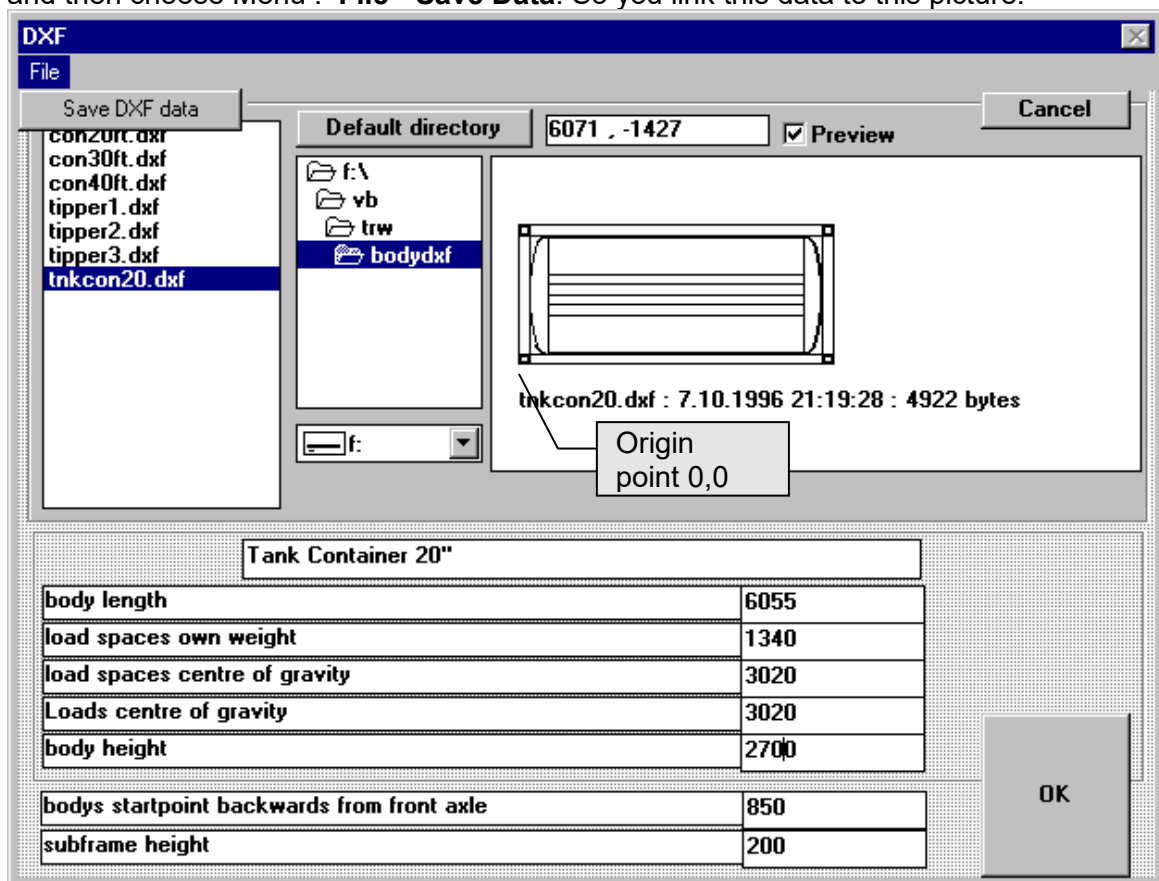 and then choose Menu : File - Save Data. So you link this data to this picture.
DXF
File
Save DXF data
Cancel
Default directory
6071 , -1427
Preview
con20ft.dxf
con30ft.dxf
con40ft.dxf
tipper1.dxf
tipper2.dxf
tipper3.dxf
tnkcon20.dxf
f:\
vb
trw
bodydxf
tnkcon20.dxf : 7.10.1996 21:19:28 : 4922 bytes
f:
Origin
point 0,0
Tank Container 20"
body length 6055
load spaces own weight 1340
load spaces centre of gravity 3020
Loads centre of gravity 3020
body height 2700
bodys startpoint backwards from front axle 850
subframe height 200
OK